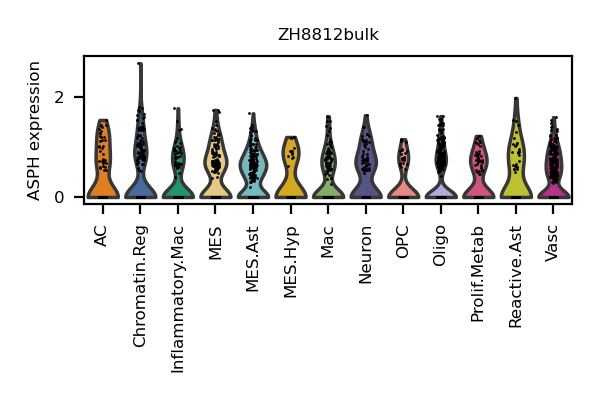 ZH8812bulk
ASPH expression
2
0
AC
Chromatin.Reg
Inflammatory.Mac
MES
MES.Ast
MES.Hyp
Mac
Neuron
OPC
Oligo
Prolif.Metab
Reactive.Ast
Vasc